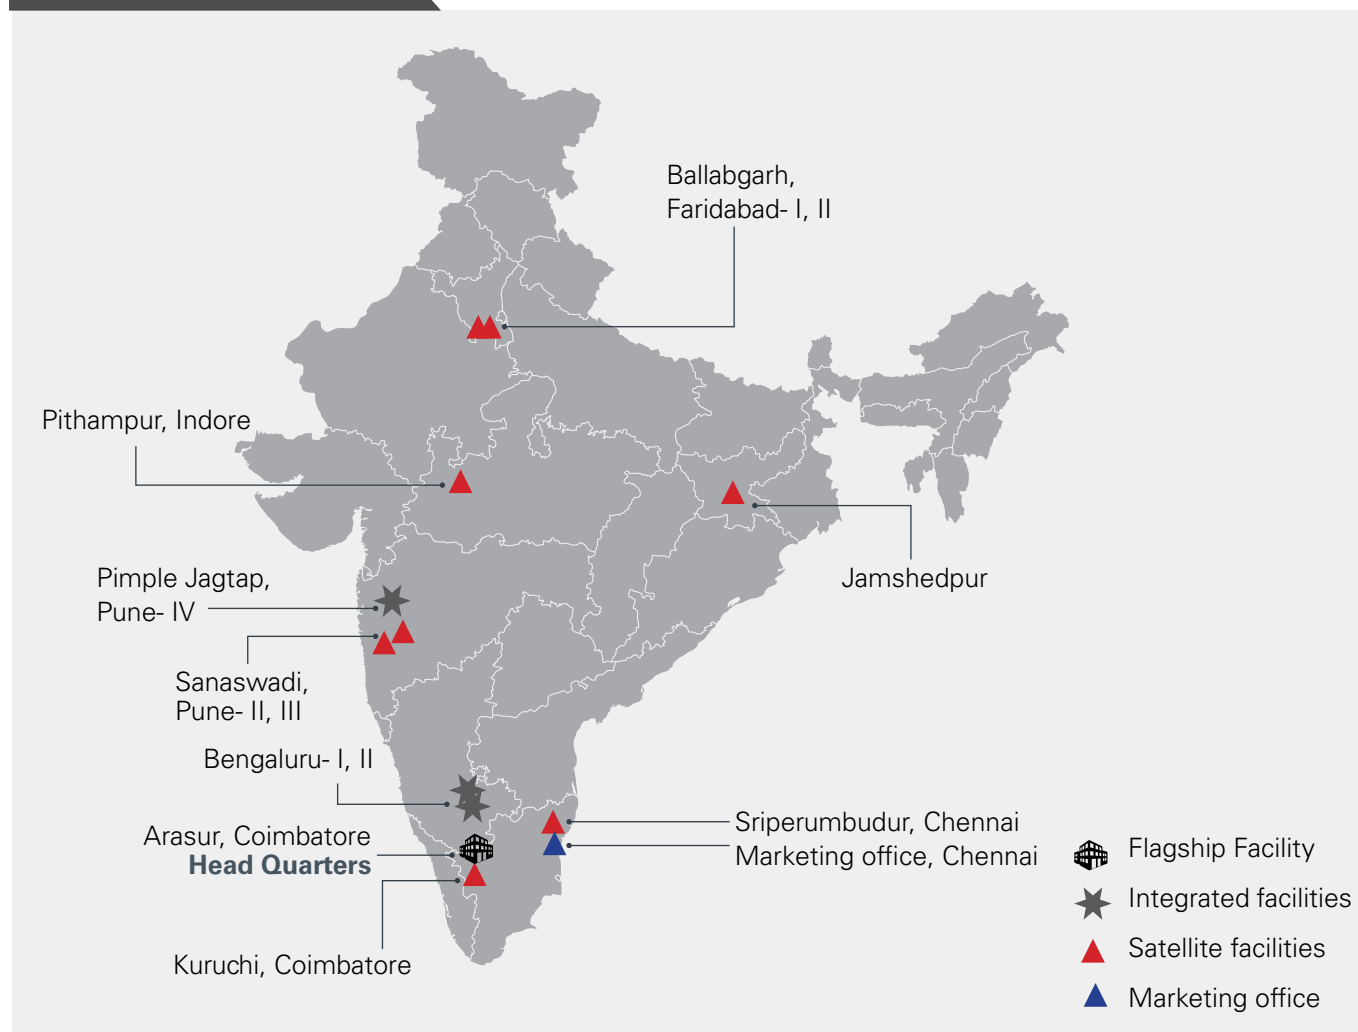 Ballabgarh,
Faridabad- I, II
Pithampur, Indore
Jamshedpur
Pimple Jagtap,
Pune- IV
Sanaswadi,
Pune- II, III
Bengaluru- I, II
Arasur, Coimbatore
Head Quarters
Kuruchi, Coimbatore
Sriperumbudur, Chennai
Marketing office, Chennai
Flagship Facility
Integrated facilities
Satellite facilities
Marketing office